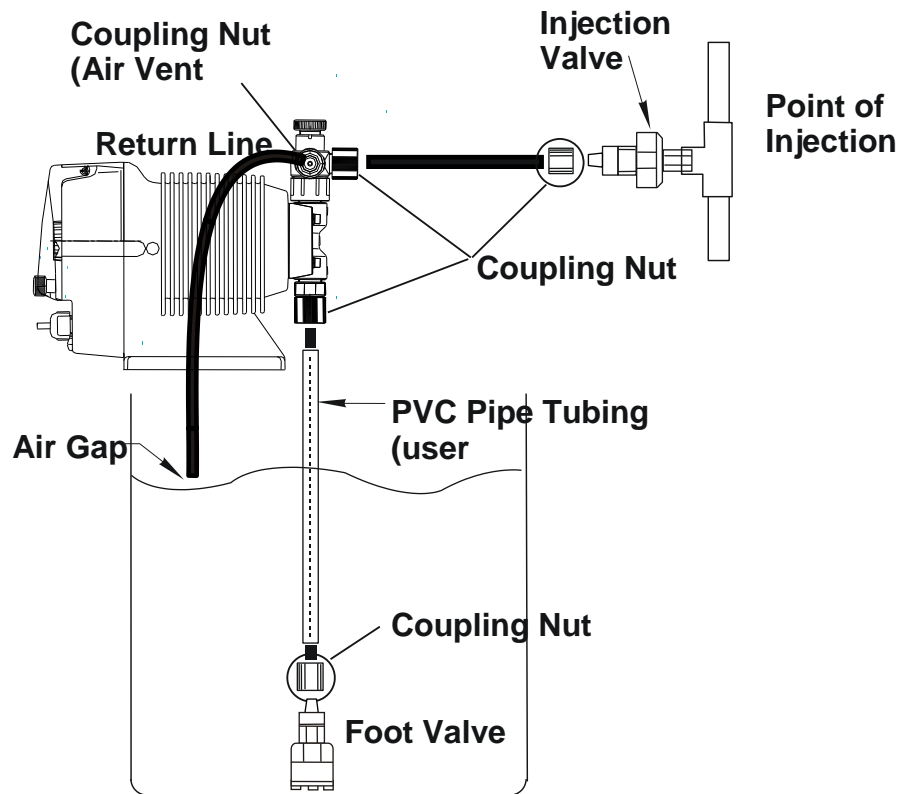 Coupling Nut
(Air Vent
Injection
Valve
Point of
Injection
Return Line
Coupling Nut
PVC Pipe Tubing
(user
Air Gap
Coupling Nut
Foot Valve